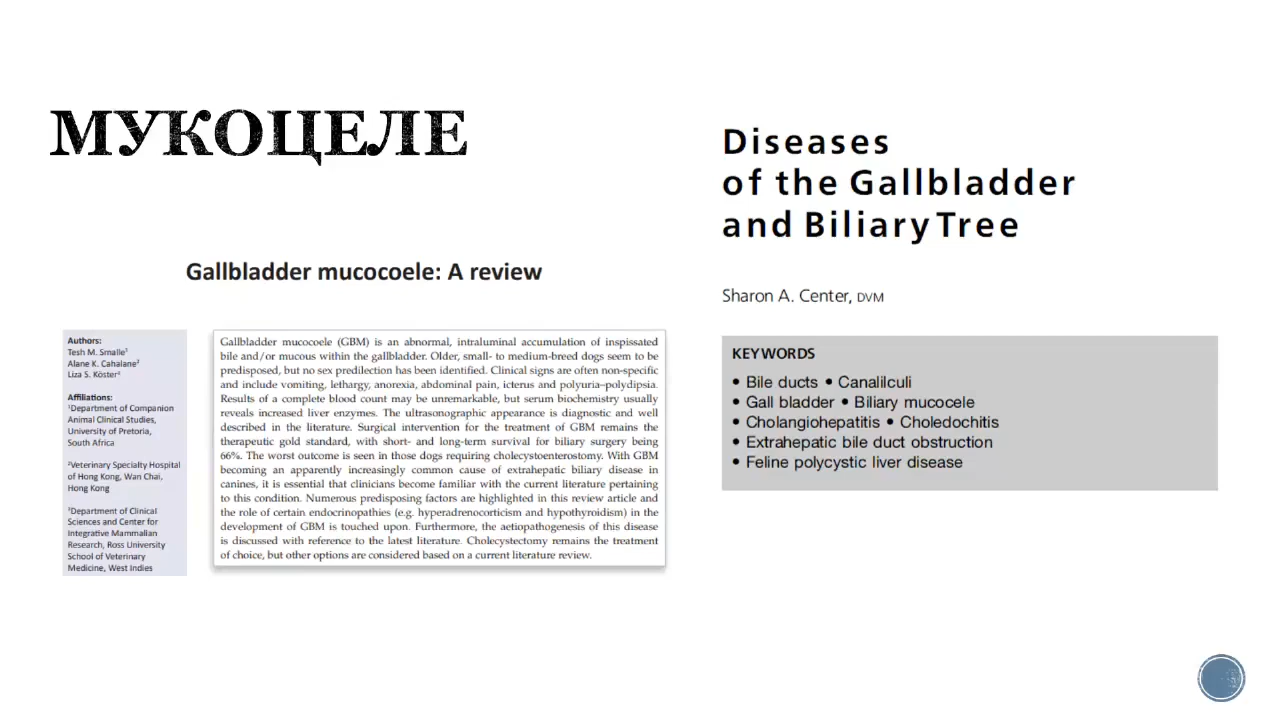 МУКОЦЕЛЕ
Gallbladder mucocoele: A review
Authors:
Tesh M. Smalle¹
Alane K. Cahalane²
Liza S. Köster³
Affiliations:
¹Department of Companion
Animal Clinical Studies,
University of Pretoria,
South Africa
²Veterinary Specialty Hospital
of Hong Kong, Wan Chai,
Hong Kong
³Department of Clinical
Sciences and Center for
Integrative Mammalian
Research, Ross University
School of Veterinary
Medicine, West Indies
Gallbladder mucocoele (GBM) is an abnormal, intraluminal accumulation of inspissated
bile and/or mucous within the gallbladder. Older, small- to medium-breed dogs seem to be
predisposed, but no sex predilection has been identified. Clinical signs are often non-specific
and include vomiting, lethargy, anorexia, abdominal pain, icterus and polyuria–polydipsia.
Results of a complete blood count may be unremarkable, but serum biochemistry usually
reveals increased liver enzymes. The ultrasonographic appearance is diagnostic and well
described in the literature. Surgical intervention for the treatment of GBM remains the
therapeutic gold standard, with short- and long-term survival for biliary surgery being
66%. The worst outcome is seen in those dogs requiring cholecystoenterostomy. With GBM
becoming an apparently increasingly common cause of extrahepatic biliary disease in
canines, it is essential that clinicians become familiar with the current literature pertaining
to this condition. Numerous predisposing factors are highlighted in this review article and
the role of certain endocrinopathies (e.g. hyperadrenocorticism and hypothyroidism) in the
development of GBM is touched upon. Furthermore, the aetiopathogenesis of this disease
is discussed with reference to the latest literature. Cholecystectomy remains the treatment
of choice, but other options are considered based on a current literature review.
Diseases
of the Gallbladder
and Biliary Tree
Sharon A. Center, DVM
KEYWORDS
• Bile ducts • Canalilculi
• Gall bladder • Biliary mucocele
• Cholangiohepatitis • Choledochitis
• Extrahepatic bile duct obstruction
• Feline polycystic liver disease